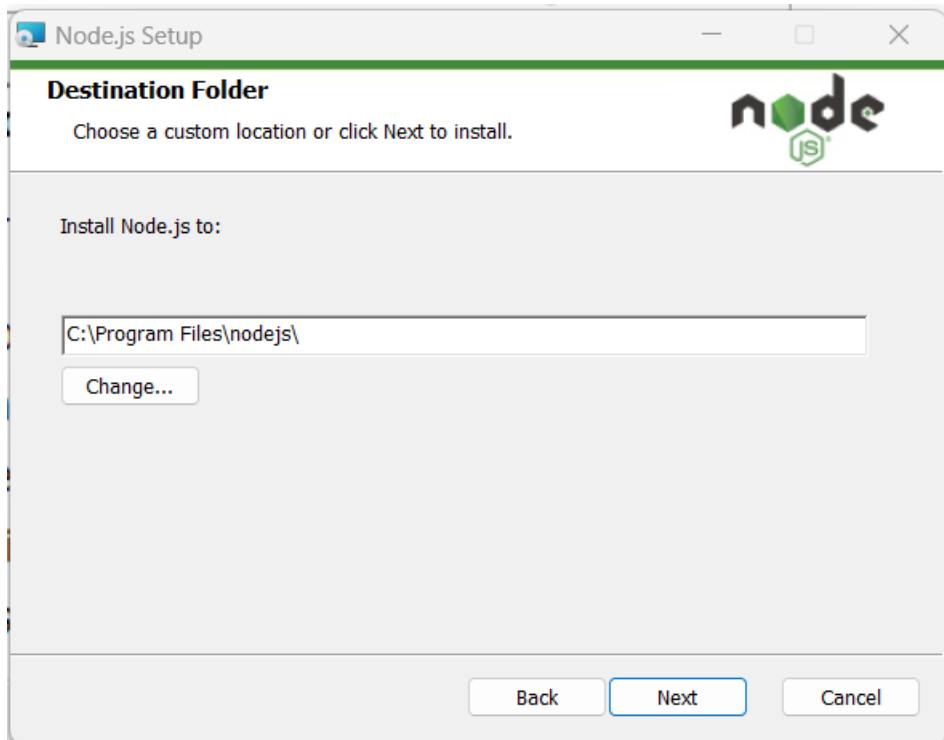 Node.js Setup
Destination Folder
Choose a custom location or click Next to install.
node
JS
Install Node.js to:
C:\Program Files\nodejs\
Change...
Back Next Cancel